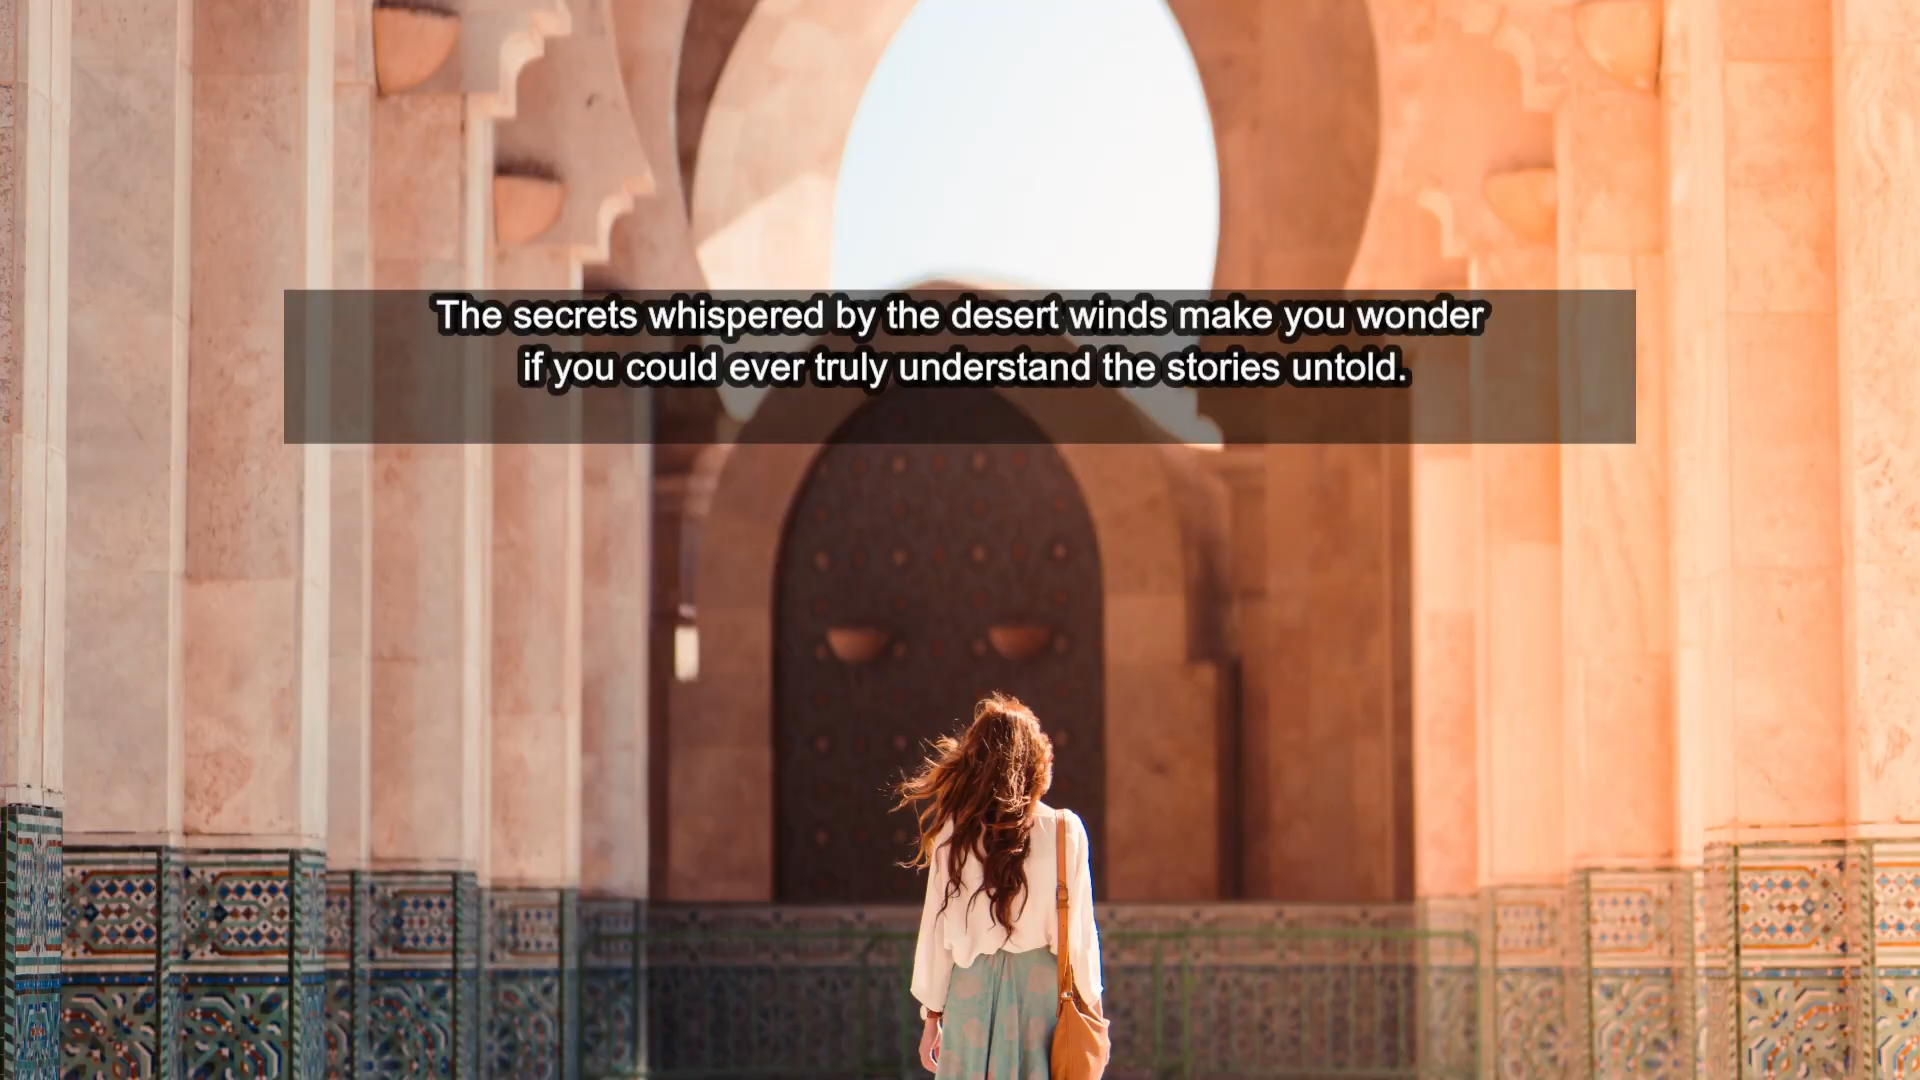 The secrets whispered by the desert winds make you wonder
if you could ever truly understand the stories untold.